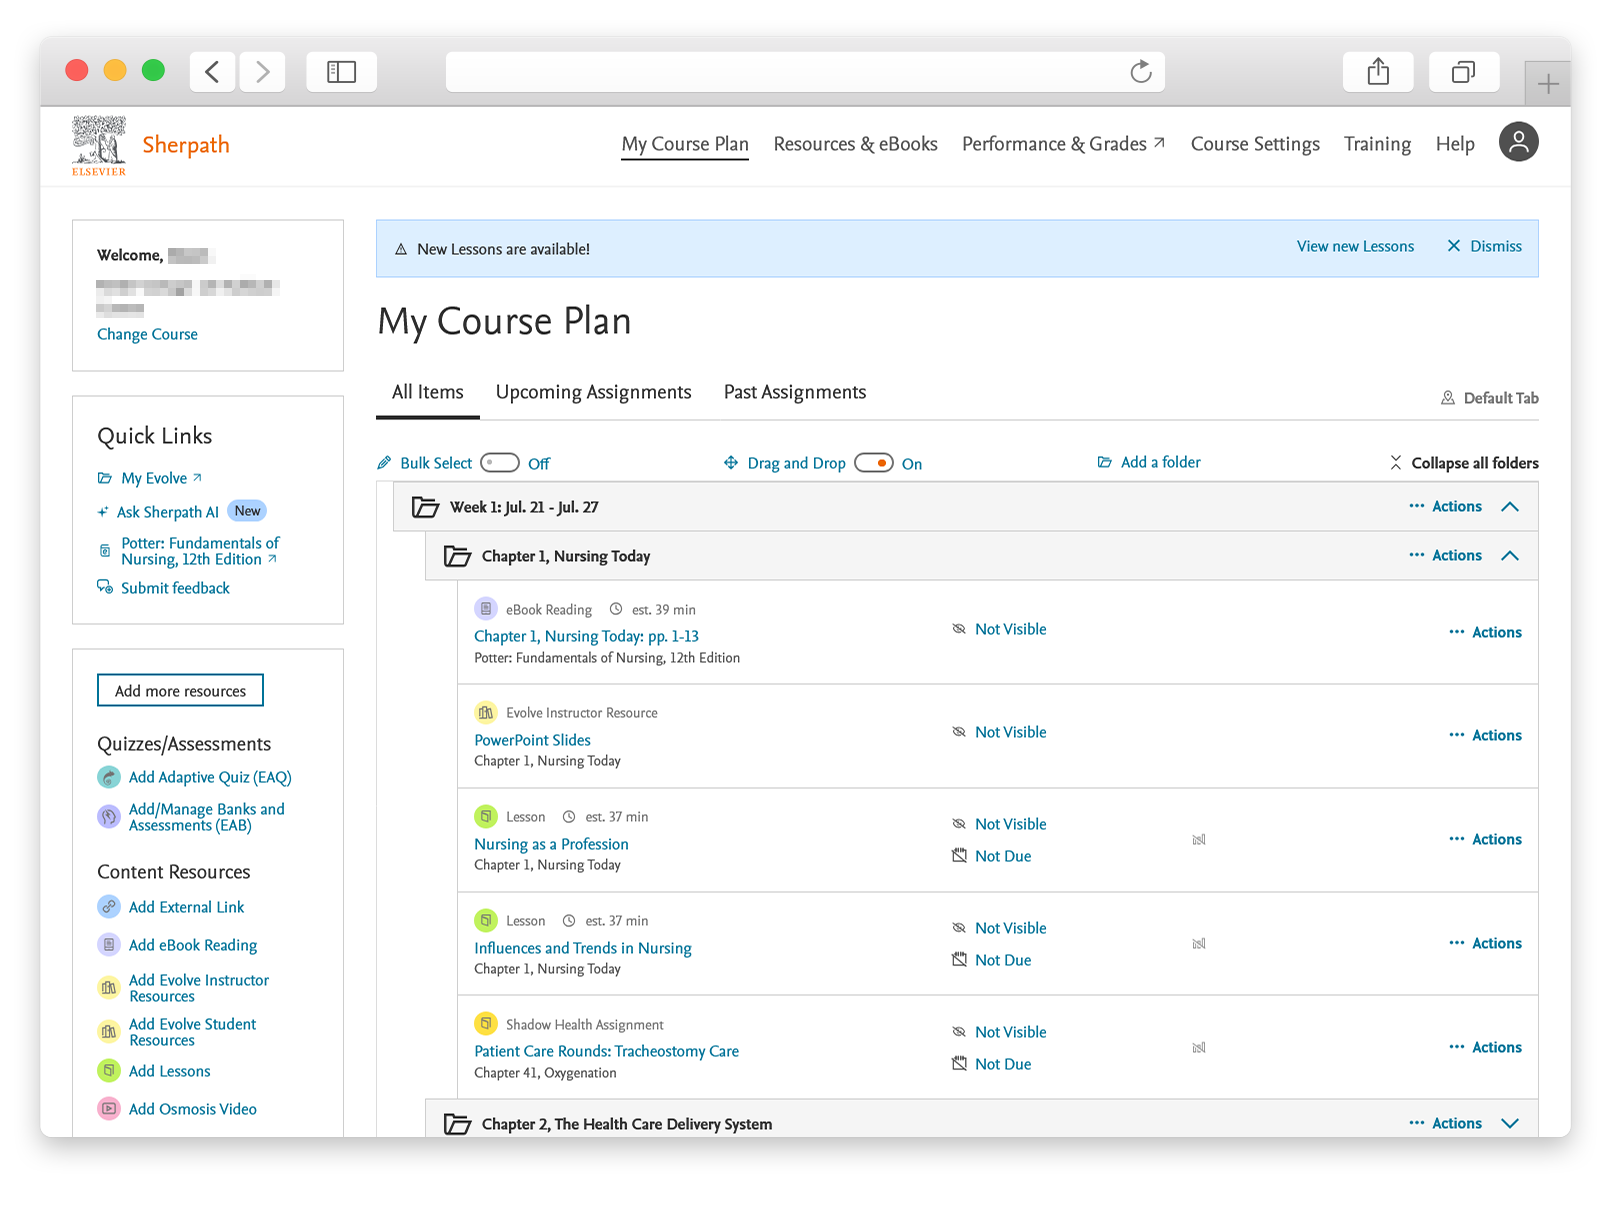 ELSEVIER
Sherpath
My Course Plan
Resources & eBooks
Performance & Grades
Course Settings
Training
Help
Welcome,
Change Course
Quick Links
My Evolve
Ask Sherpath AI New
Potter: Fundamentals of
Nursing, 12th Edition
Submit feedback
Add more resources
Quizzes/Assessments
Add Adaptive Quiz (EAQ)
Add/Manage Banks and
Assessments (EAB)
Content Resources
Add External Link
Add eBook Reading
Add Evolve Instructor
Resources
Add Evolve Student
Resources
Add Lessons
Add Osmosis Video
New Lessons are available!
View new Lessons
Dismiss
My Course Plan
All Items
Upcoming Assignments
Past Assignments
Default Tab
Bulk Select Off
Drag and Drop On
Add a folder
Collapse all folders
Week 1: Jul. 21 - Jul. 27
Actions
Chapter 1, Nursing Today
Actions
eBook Reading est. 39 min
Chapter 1, Nursing Today: pp. 1-13
Potter: Fundamentals of Nursing, 12th Edition
Not Visible
Actions
Evolve Instructor Resource
PowerPoint Slides
Chapter 1, Nursing Today
Not Visible
Actions
Lesson est. 37 min
Nursing as a Profession
Chapter 1, Nursing Today
Not Visible
Not Due
Actions
Lesson est. 37 min
Influences and Trends in Nursing
Chapter 1, Nursing Today
Not Visible
Not Due
Actions
Shadow Health Assignment
Patient Care Rounds: Tracheostomy Care
Chapter 41, Oxygenation
Not Visible
Not Due
Actions
Chapter 2, The Health Care Delivery System
Actions